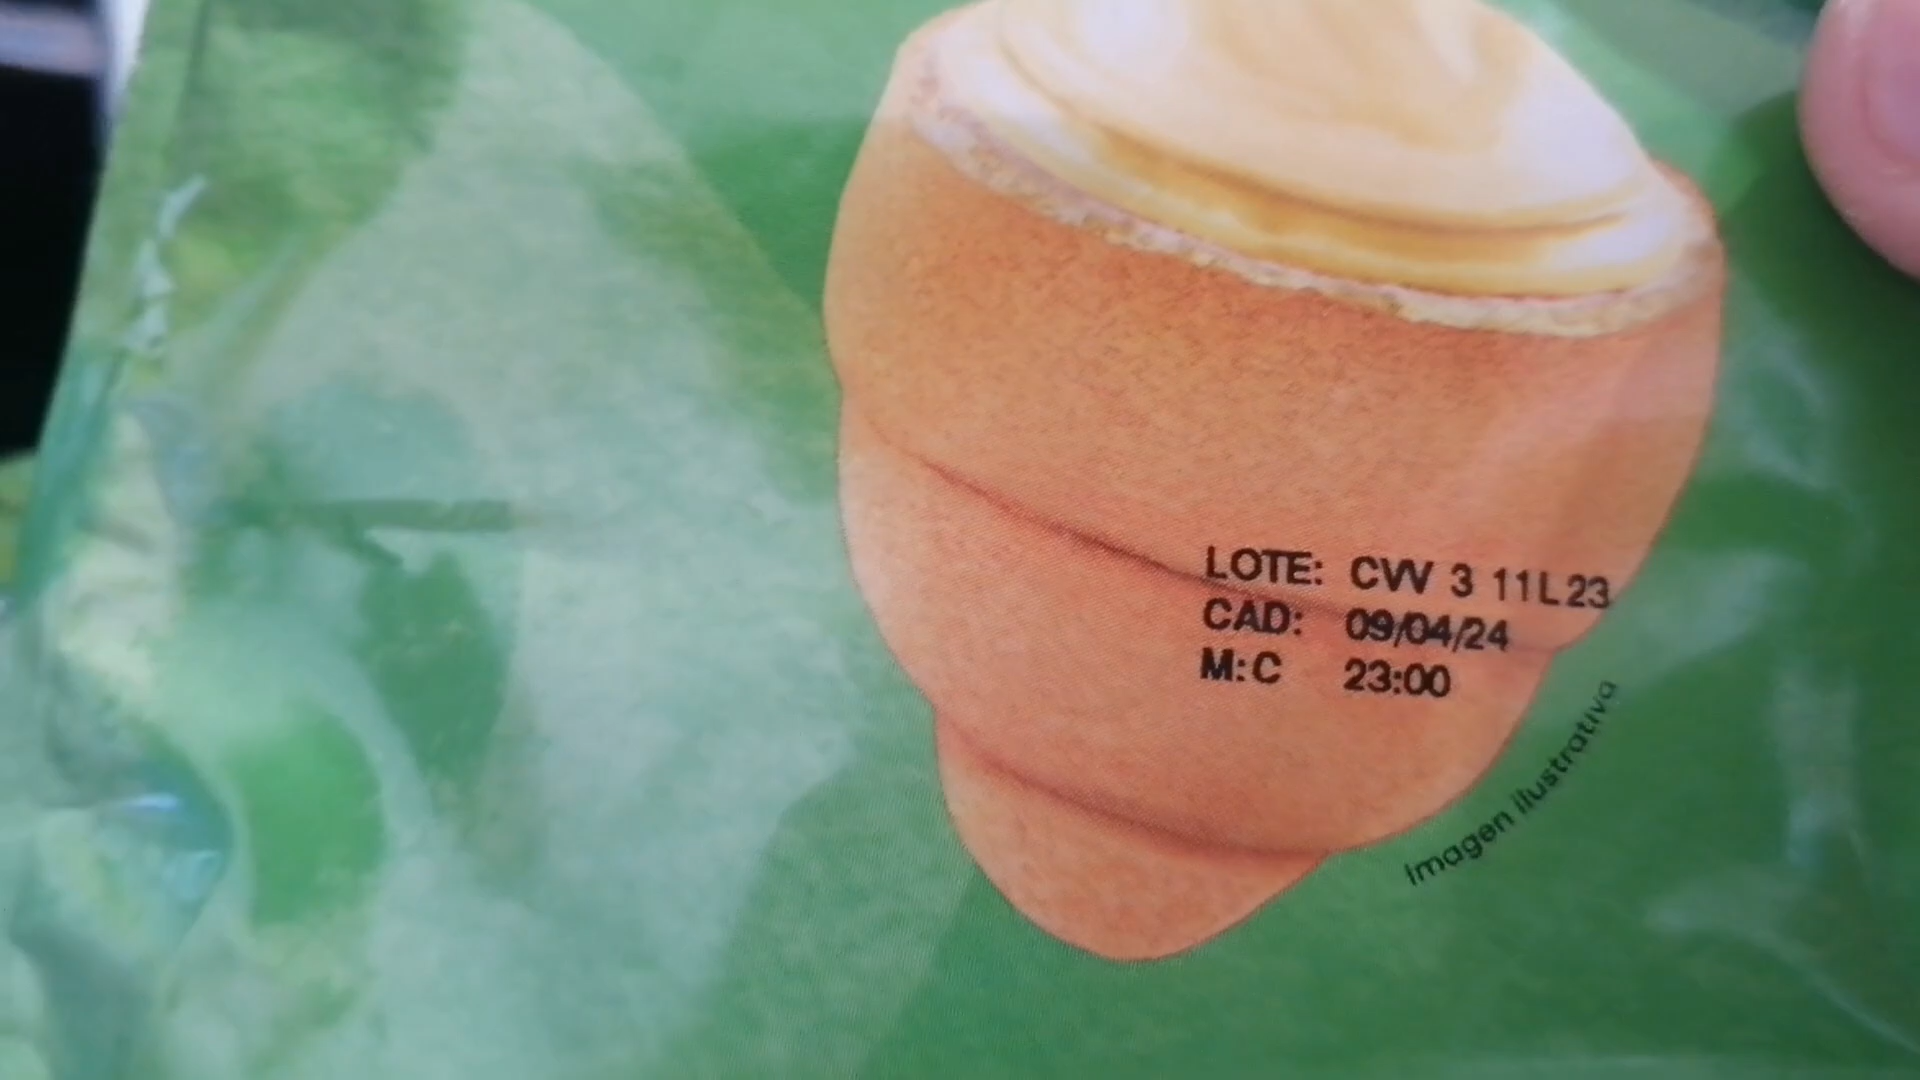 LOTE: CVV 3 11L23
CAD: 09/04/24
M:C 23:00
Imagen ilustrativa